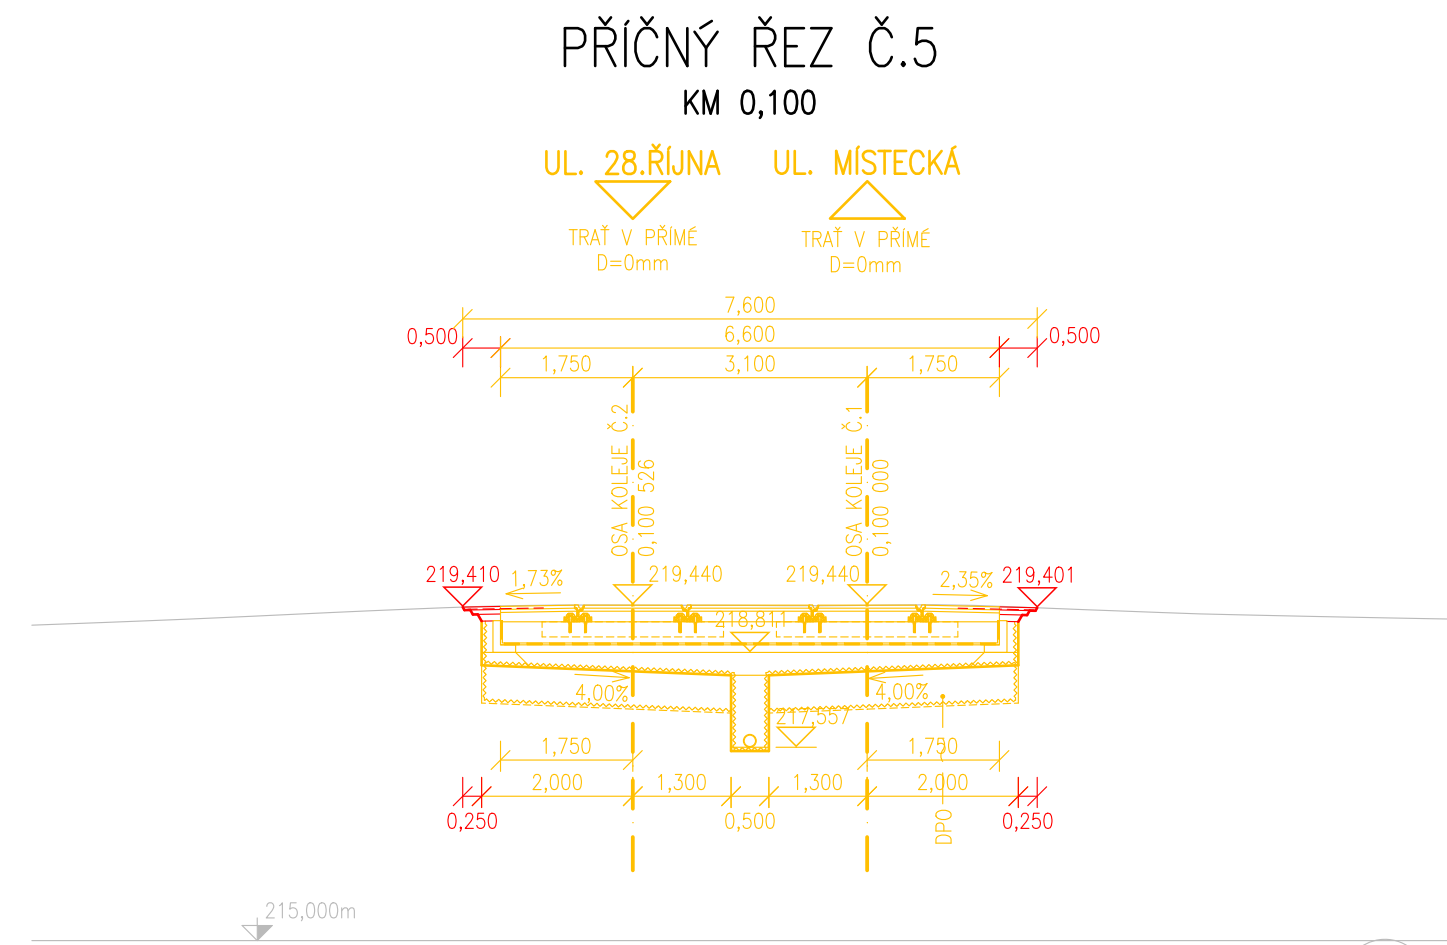 PŘÍČNÝ ŘEZ Č.5
KM 0,100
UL. 28.ŘÍJNA UL. MÍSTECKÁ
TRAŤ V PŘÍMÉ TRAŤ V PŘÍMÉ
D=0mm D=0mm
7,600
0,500 6,600 0,500
1,750 3,100 1,750
OSA KOLEJE Č.2
0,100 526
OSA KOLEJE Č.1
0,100 000
219,410 1,73% 219,440 219,440 2,35% 219,401
218,811
4,00% 4,00%
217,557
1,750 1,750
2,000 1,300 1,300 2,000
0,250 0,500 DPO 0,250
215,000m